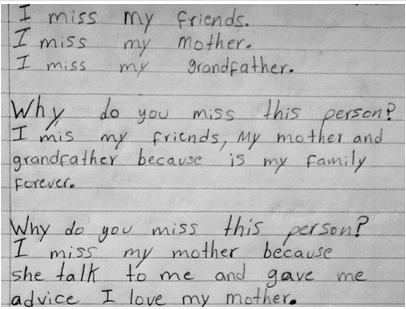 I miss my friends.
I miss my mother.
I miss my grandfather.
Why do you miss this person?
I mis my friends, My mother and
grandfather because is my family
forever.
Why do you miss this person?
I miss my mother because
she talk to me and gave me
advice I love my mother.